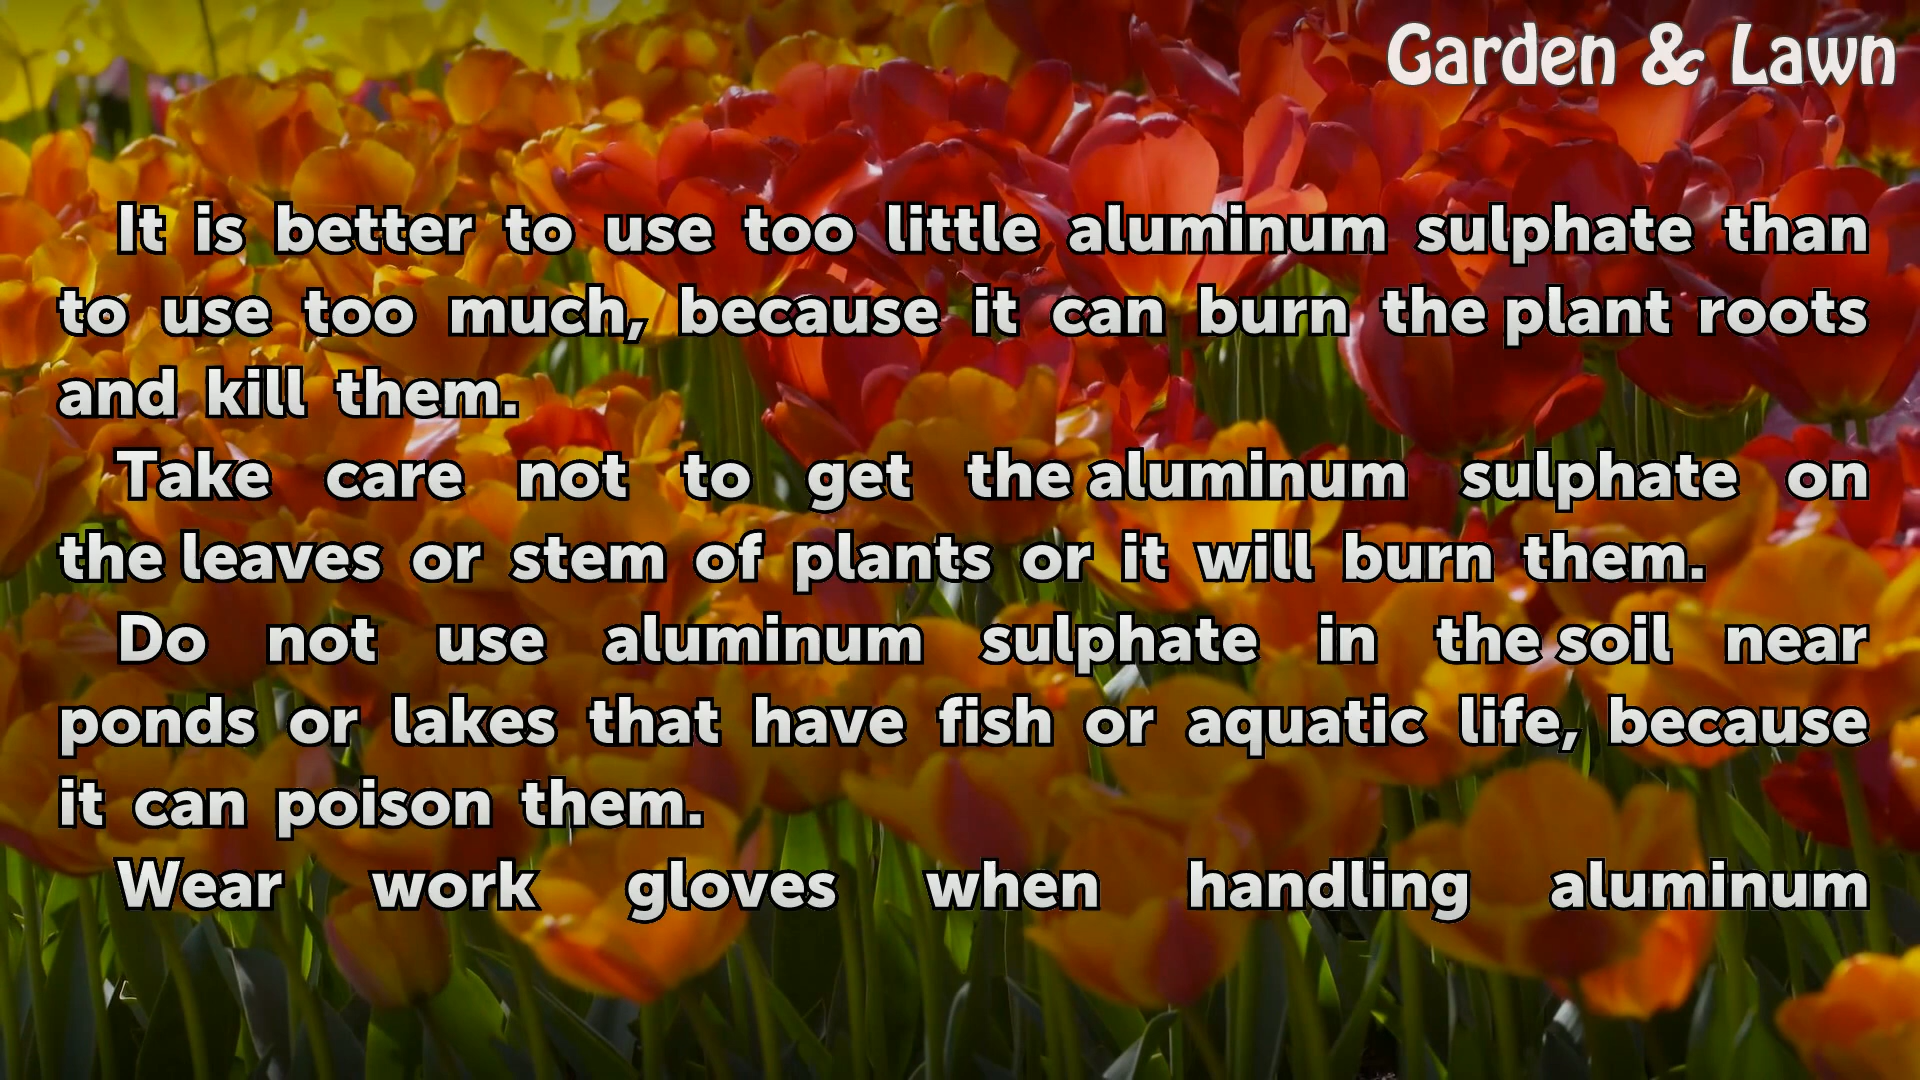 Garden & Lawn
It is better to use too little aluminum sulphate than
to use too much, because it can burn the plant roots
and kill them.
Take care not to get the aluminum sulphate on
the leaves or stem of plants or it will burn them.
Do not use aluminum sulphate in the soil near
ponds or lakes that have fish or aquatic life, because
it can poison them.
Wear work gloves when handling aluminum